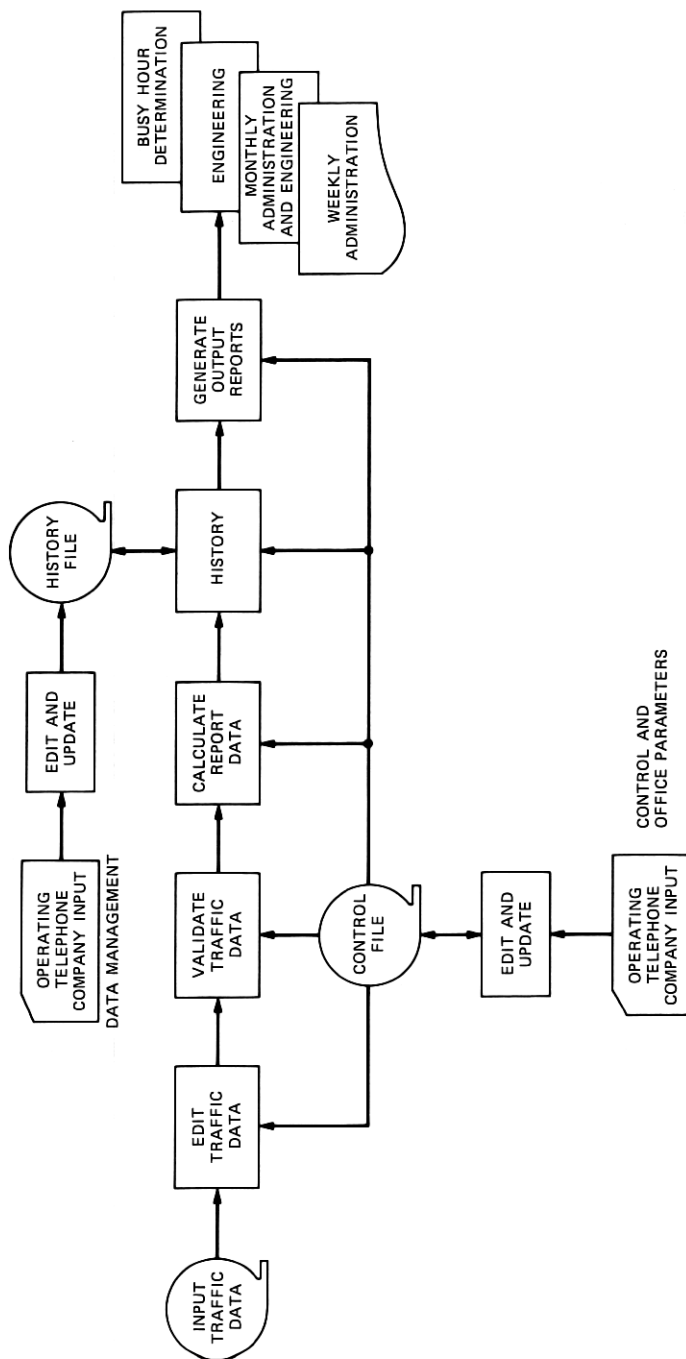 OPERATING
TELEPHONE
COMPANY INPUT
DATA MANAGEMENT
EDIT AND
UPDATE
HISTORY
FILE
INPUT
TRAFFIC
DATA
EDIT
TRAFFIC
DATA
VALIDATE
TRAFFIC
DATA
CALCULATE
REPORT
DATA
HISTORY
GENERATE
OUTPUT
REPORTS
BUSY HOUR
DETERMINATION
ENGINEERING
MONTHLY
ADMINISTRATION
AND ENGINEERING
WEEKLY
ADMINISTRATION
CONTROL
FILE
EDIT AND
UPDATE
OPERATING
TELEPHONE
COMPANY INPUT
CONTROL AND
OFFICE PARAMETERS